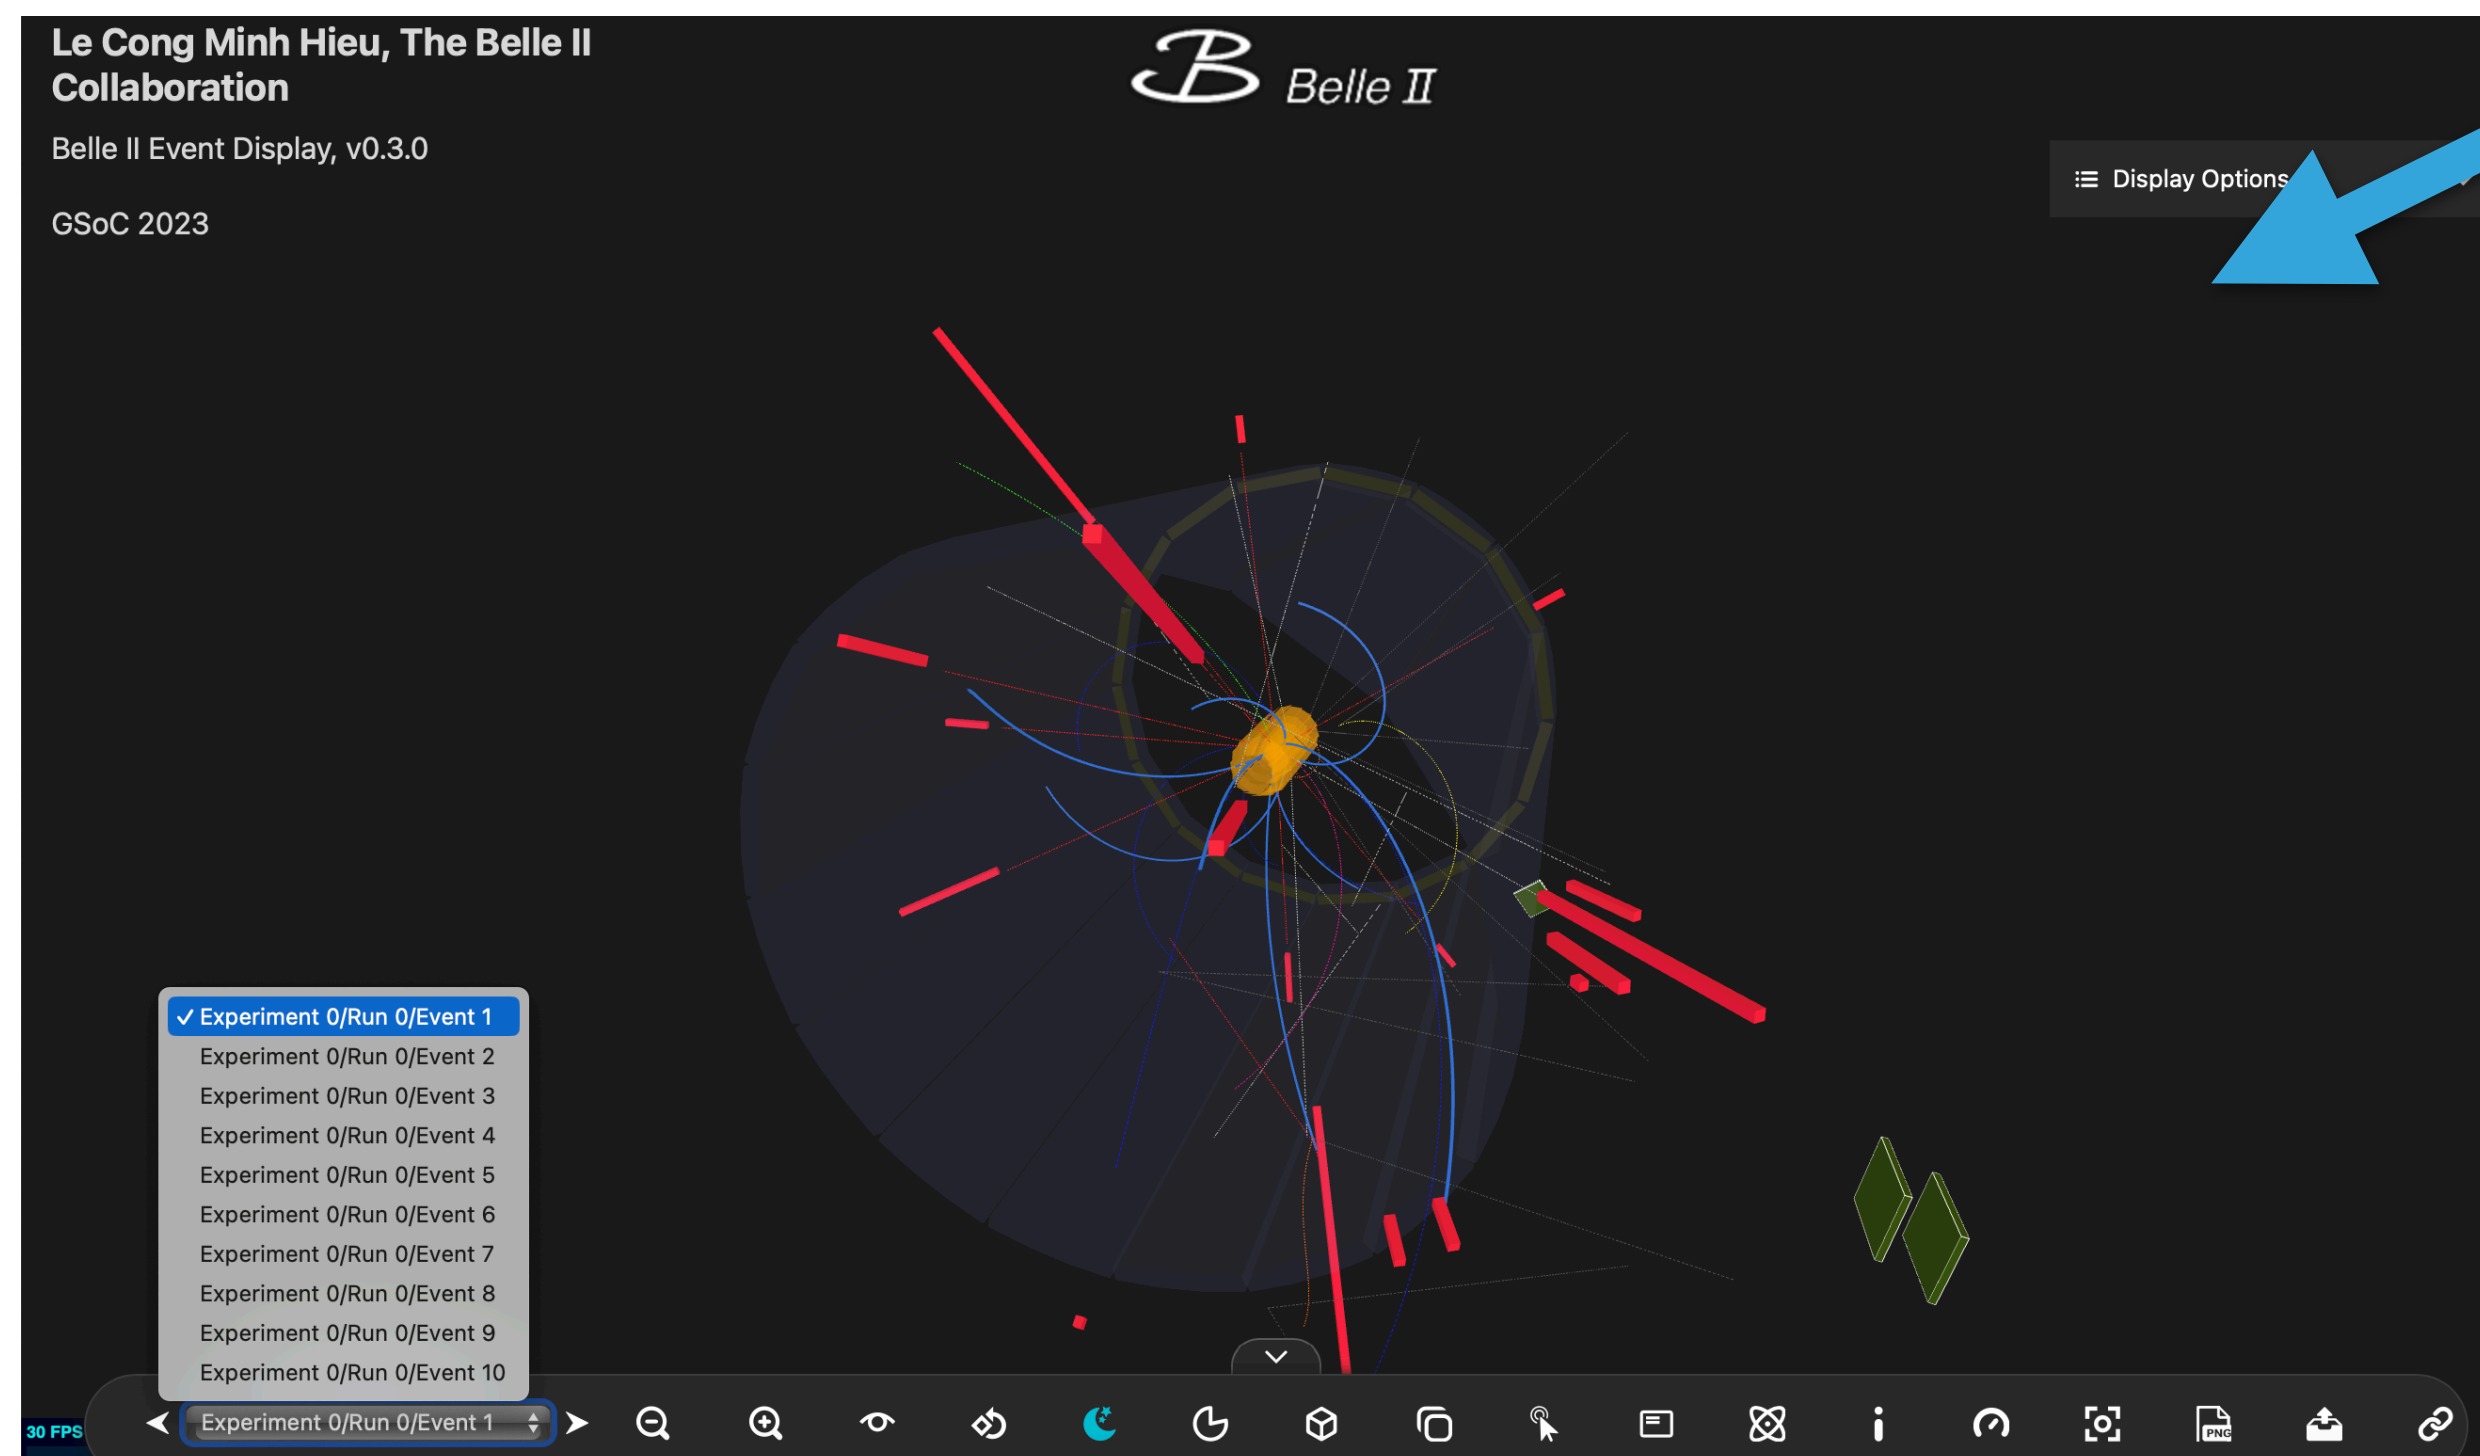 Le Cong Minh Hieu, The Belle II
Collaboration
Belle II
Belle II Event Display, v0.3.0
Display Options
GSoC 2023
✓ Experiment 0/Run 0/Event 1
Experiment 0/Run 0/Event 2
Experiment 0/Run 0/Event 3
Experiment 0/Run 0/Event 4
Experiment 0/Run 0/Event 5
Experiment 0/Run 0/Event 6
Experiment 0/Run 0/Event 7
Experiment 0/Run 0/Event 8
Experiment 0/Run 0/Event 9
Experiment 0/Run 0/Event 10
30 FPS
Experiment 0/Run 0/Event 1
PNG